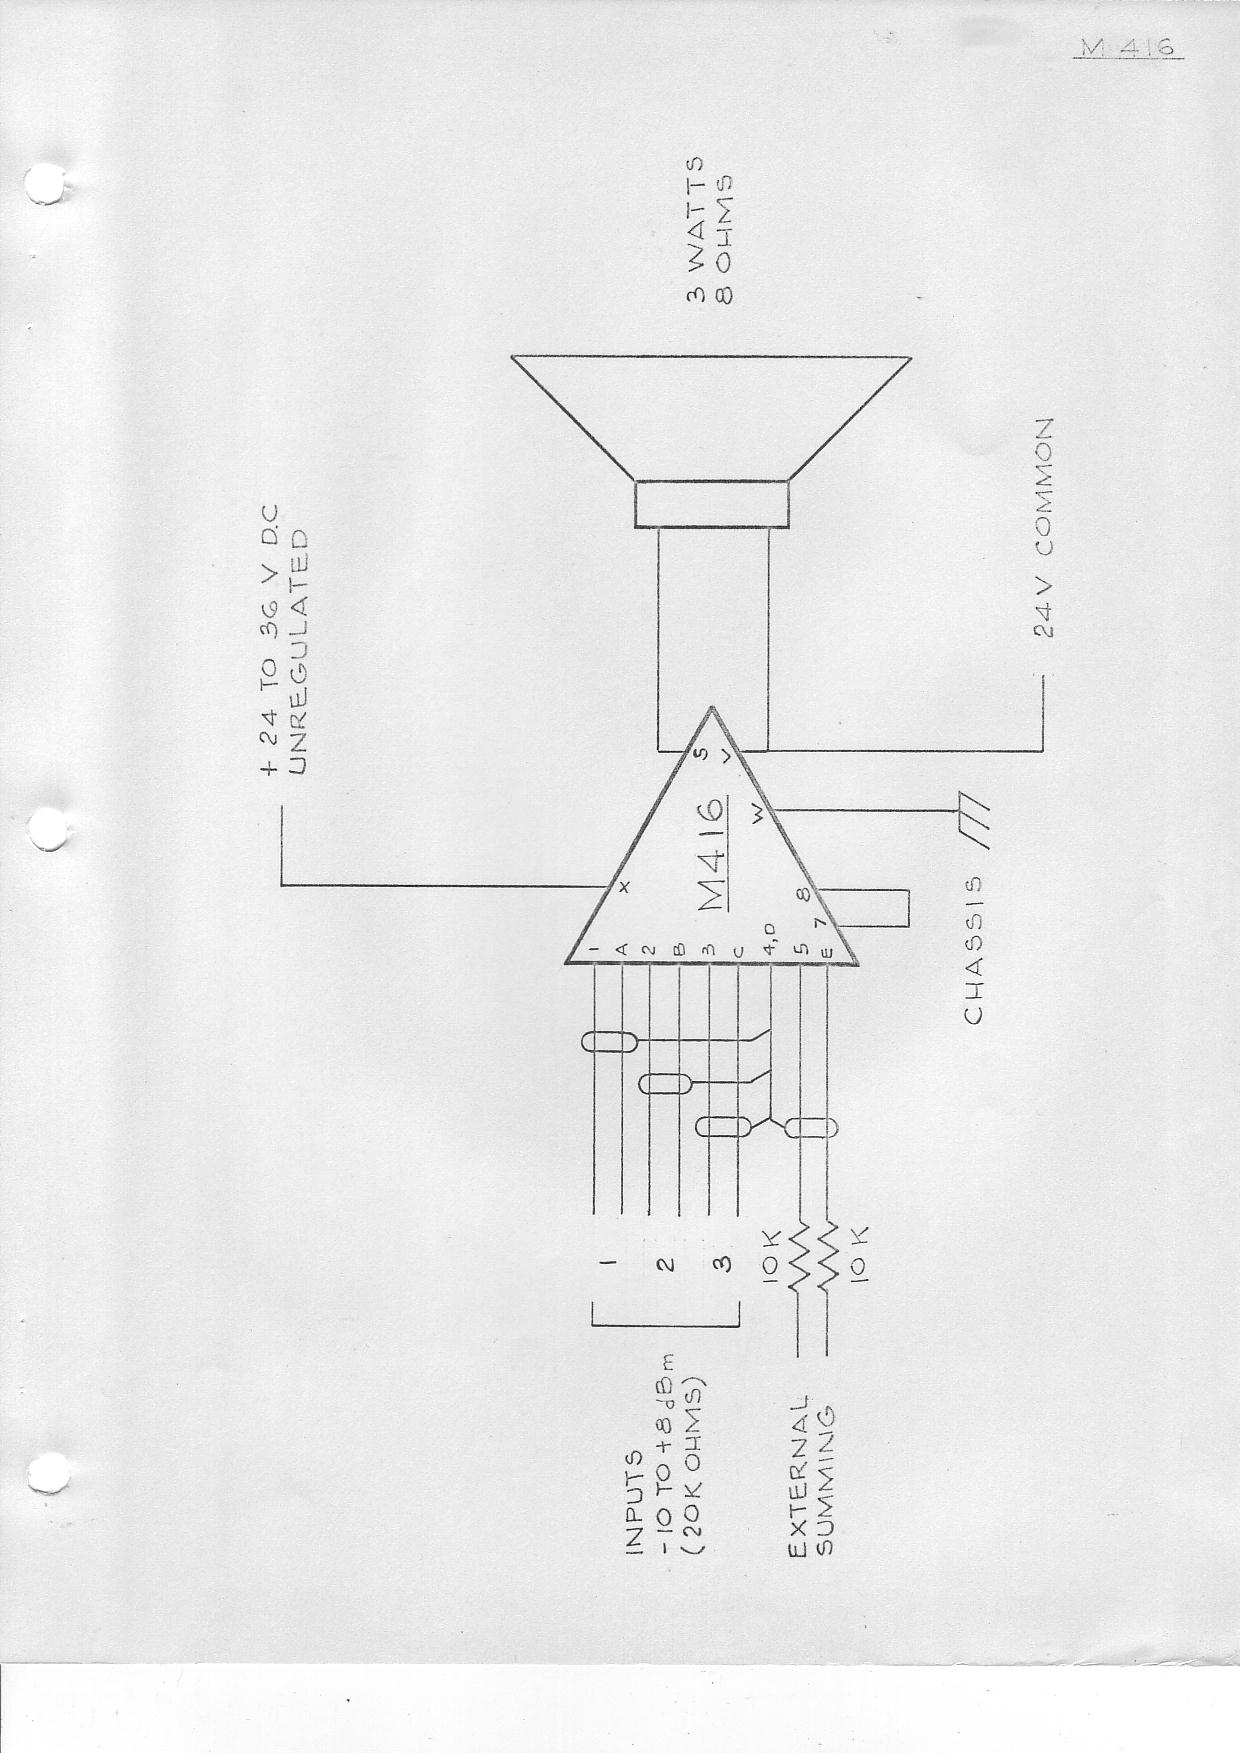 M 416
+ 24 TO 36 V D.C
UNREGULATED
INPUTS
-10 TO +8 dBm
(20K OHMS)
1
2
3
1
A
2
B
3
C
4,D
5
E
X
M416
S
V
W
8
7
3 WATTS
8 OHMS
10K
10K
EXTERNAL
SUMMING
CHASSIS
24V COMMON